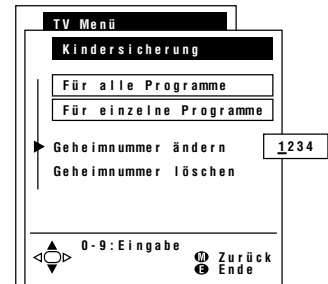 TV Menü
Kindersicherung
Für alle Programme
Für einzelne Programme
Geheimnummer ändern 1234
Geheimnummer löschen
0-9:Eingabe
M Zurück
E Ende